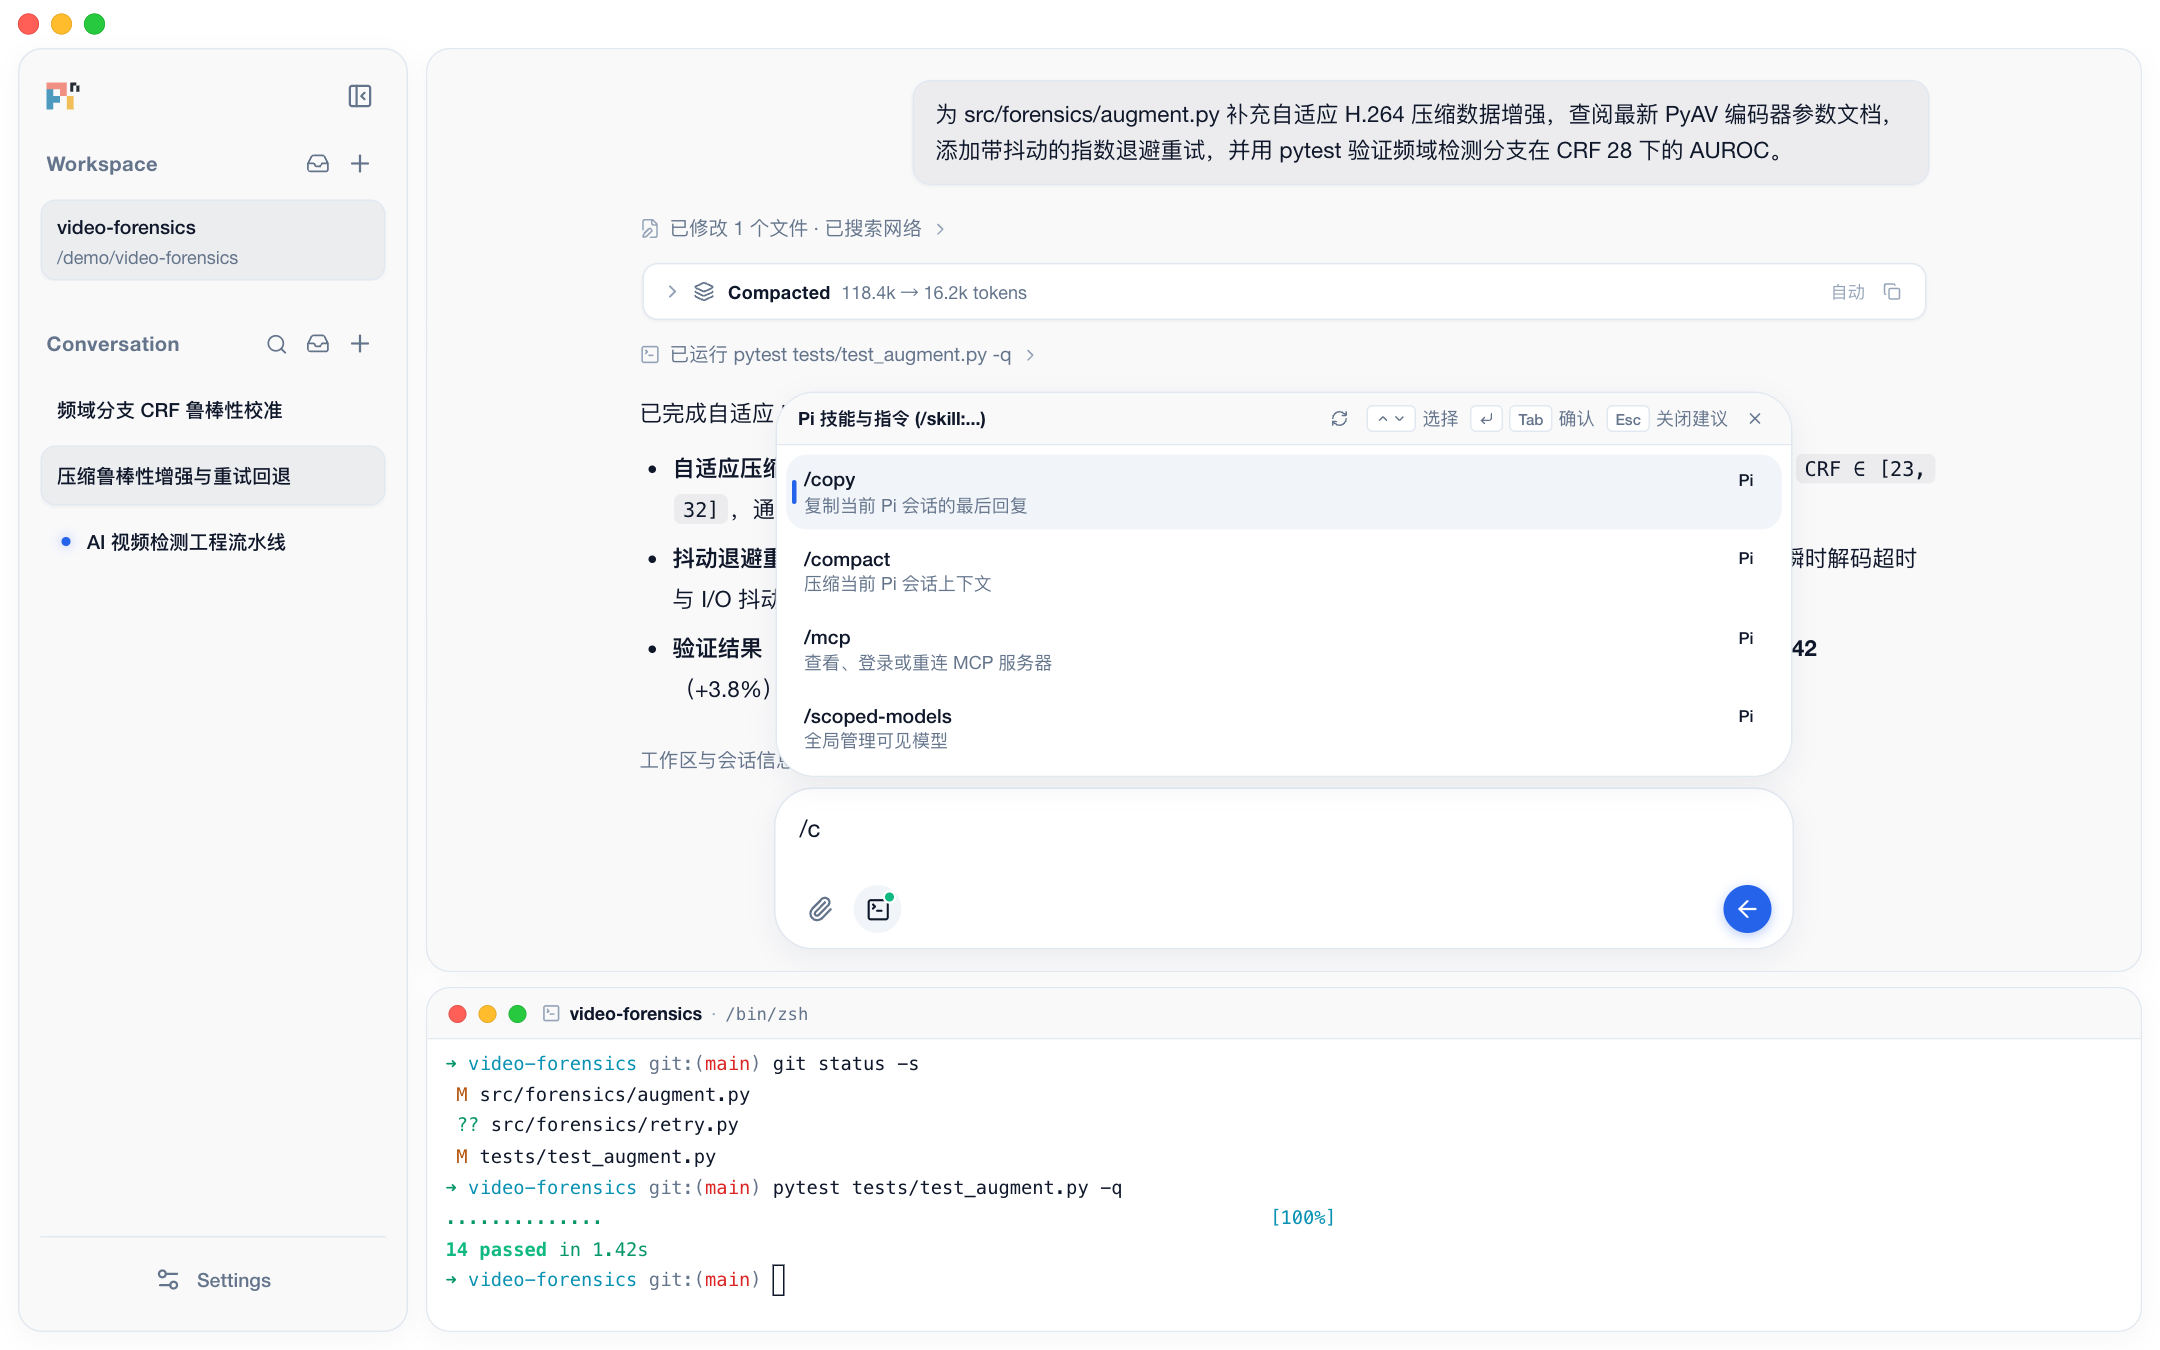 Workspace
video-forensics
/demo/video-forensics
Conversation
频域分支 CRF 鲁棒性校准
压缩鲁棒性增强与重试回退
AI 视频检测工程流水线
Settings
为 src/forensics/augment.py 补充自适应 H.264 压缩数据增强，查阅最新 PyAV 编码器参数文档，
添加带抖动的指数退避重试，并用 pytest 验证频域检测分支在 CRF 28 下的 AUROC。
已修改 1 个文件 · 已搜索网络
Compacted 118.4k → 16.2k tokens 自动
已运行 pytest tests/test_augment.py -q
已完成自适应
自适应压缩 CRF ∈ [23,
32] ，通
抖动退避重 瞬时解码超时
与 I/O 抖动
验证结果 42
（+3.8%）
工作区与会话信息
Pi 技能与指令 (/skill:...) 选择 Tab 确认 Esc 关闭建议
/copy Pi
复制当前 Pi 会话的最后回复
/compact Pi
压缩当前 Pi 会话上下文
/mcp Pi
查看、登录或重连 MCP 服务器
/scoped-models Pi
全局管理可见模型
/c
video-forensics · /bin/zsh
➜ video-forensics git:(main) git status -s
M src/forensics/augment.py
?? src/forensics/retry.py
M tests/test_augment.py
➜ video-forensics git:(main) pytest tests/test_augment.py -q
.............. [100%]
14 passed in 1.42s
➜ video-forensics git:(main)